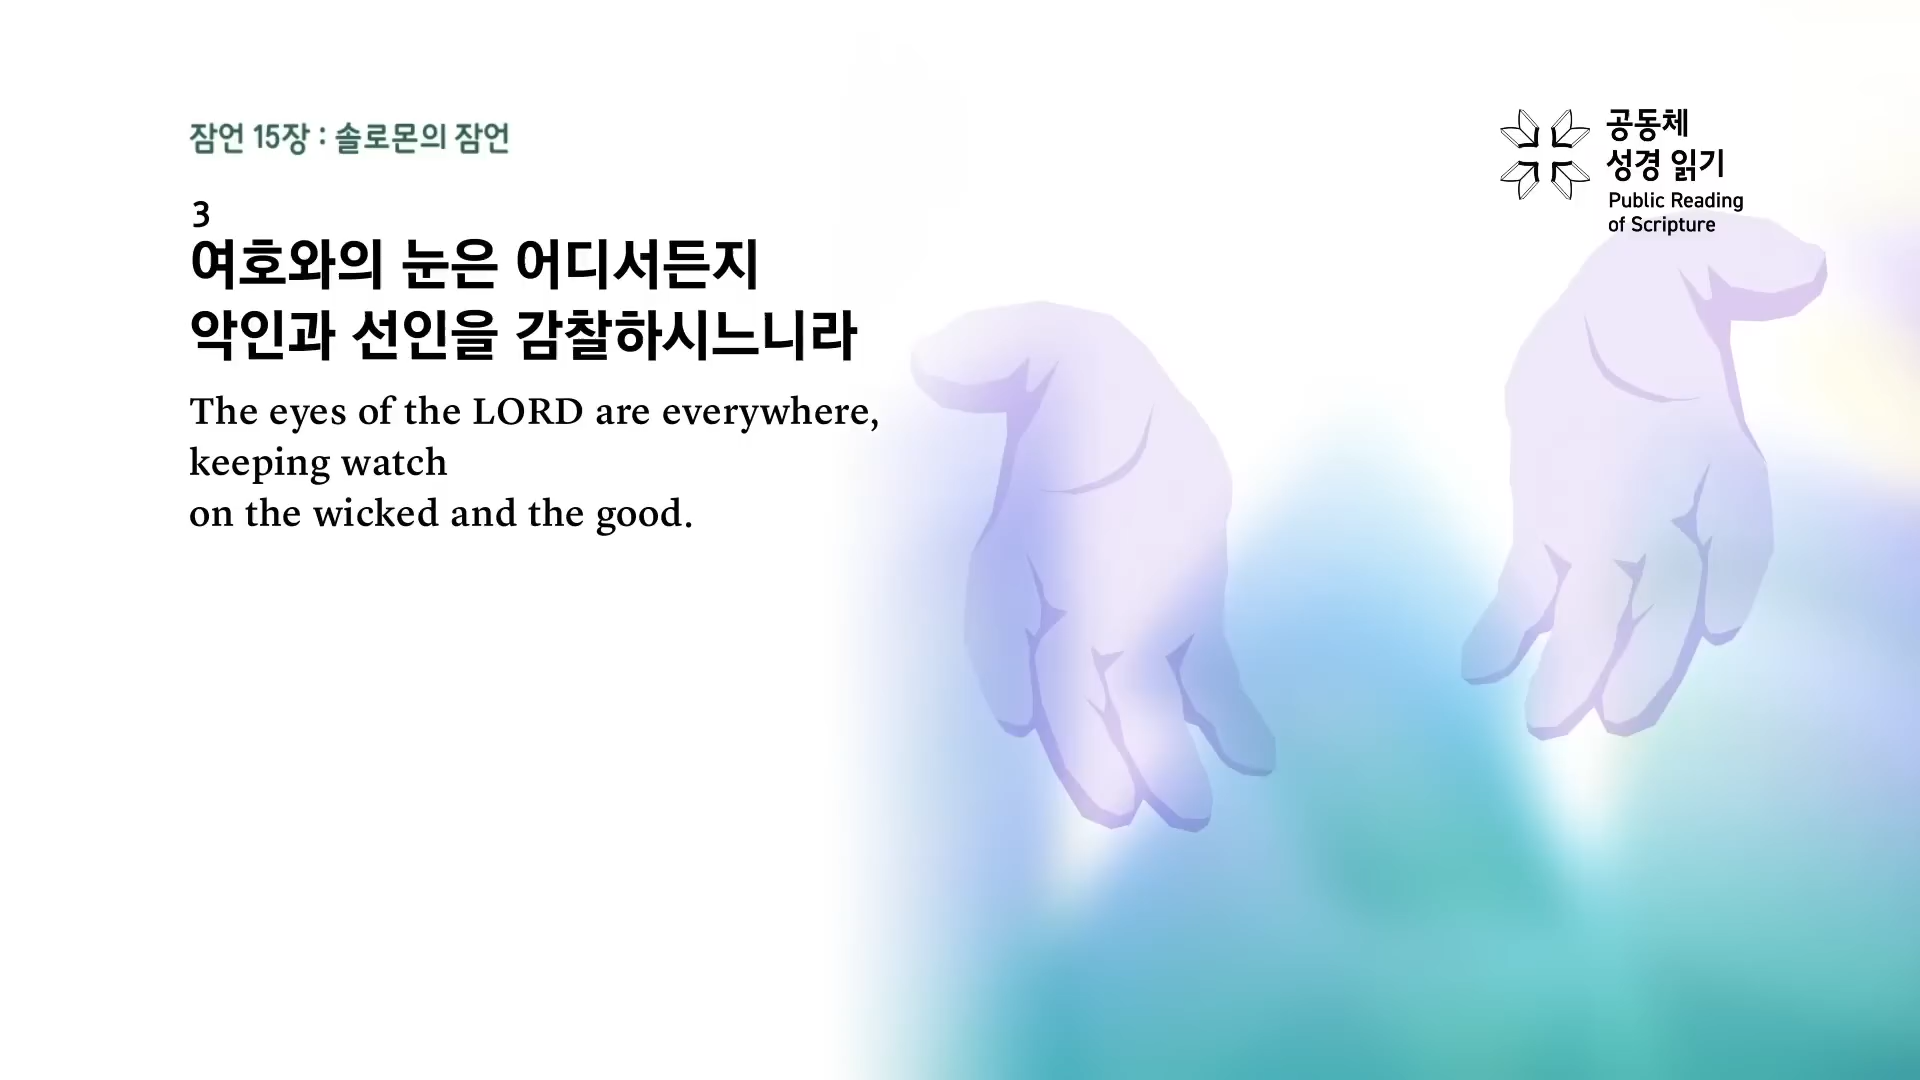 잠언 15장 : 솔로몬의 잠언
3
여호와의 눈은 어디서든지
악인과 선인을 감찰하시느니라
The eyes of the LORD are everywhere,
keeping watch
on the wicked and the good.
공동체
성경 읽기
Public Reading
of Scripture